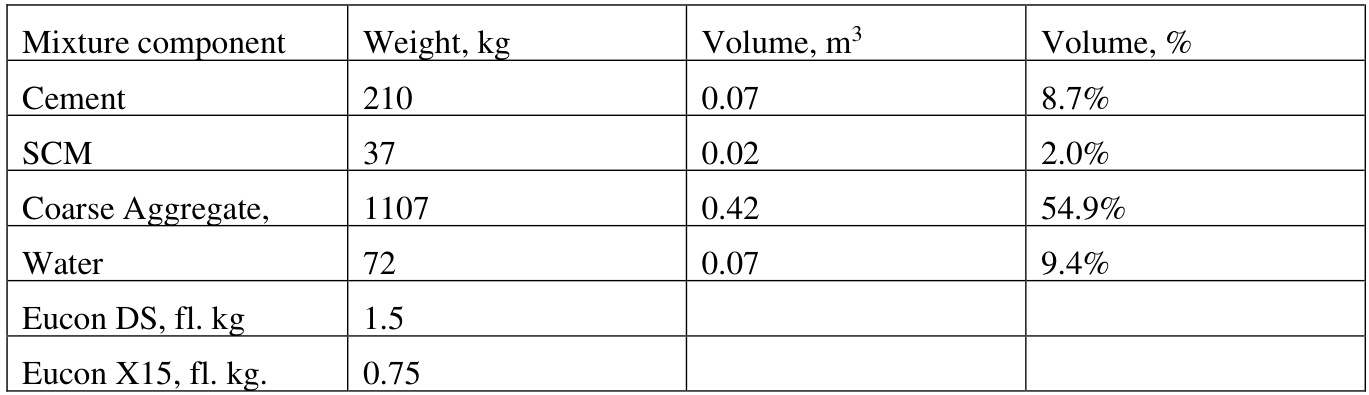 Mixture component Weight, kg Volume, m³ Volume, %
Cement 210 0.07 8.7%
SCM 37 0.02 2.0%
Coarse Aggregate, 1107 0.42 54.9%
Water 72 0.07 9.4%
Eucon DS, fl. kg 1.5
Eucon X15, fl. kg. 0.75